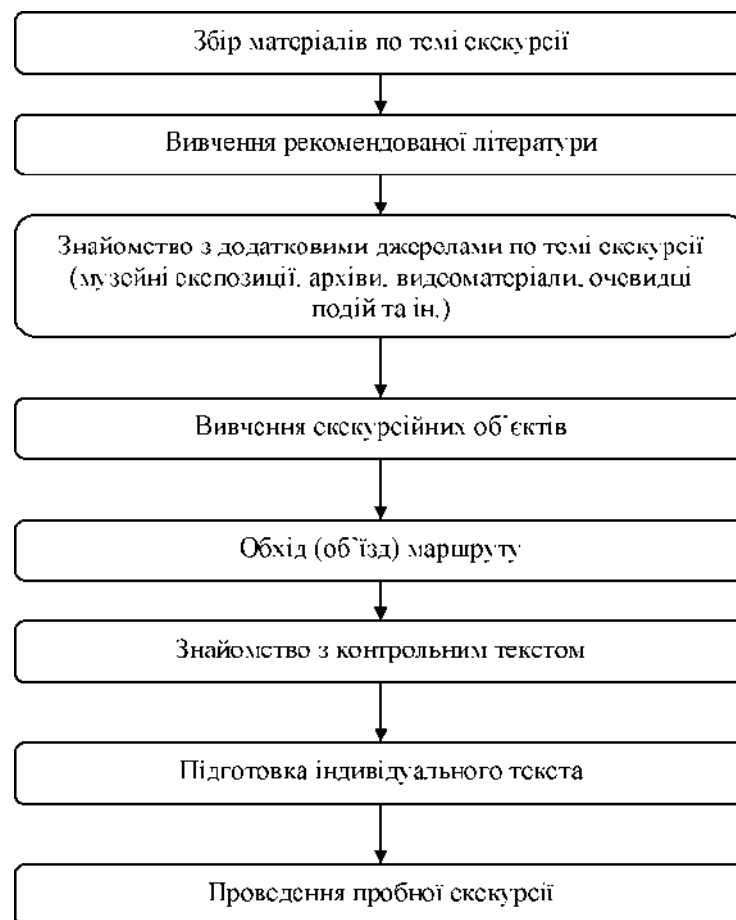 Збір матеріалів по темі екскурсії
Вивчення рекомендованої літератури
Знайомство з додатковими джерелами по темі екскурсії
(музейні експозиції, архіви, видеоматеріали, очевидці
подій та ін.)
Вивчення екскурсійних об`єктів
Обхід (об`їзд) маршруту
Знайомство з контрольним текстом
Підготовка індивідуального текста
Проведення пробної екскурсії